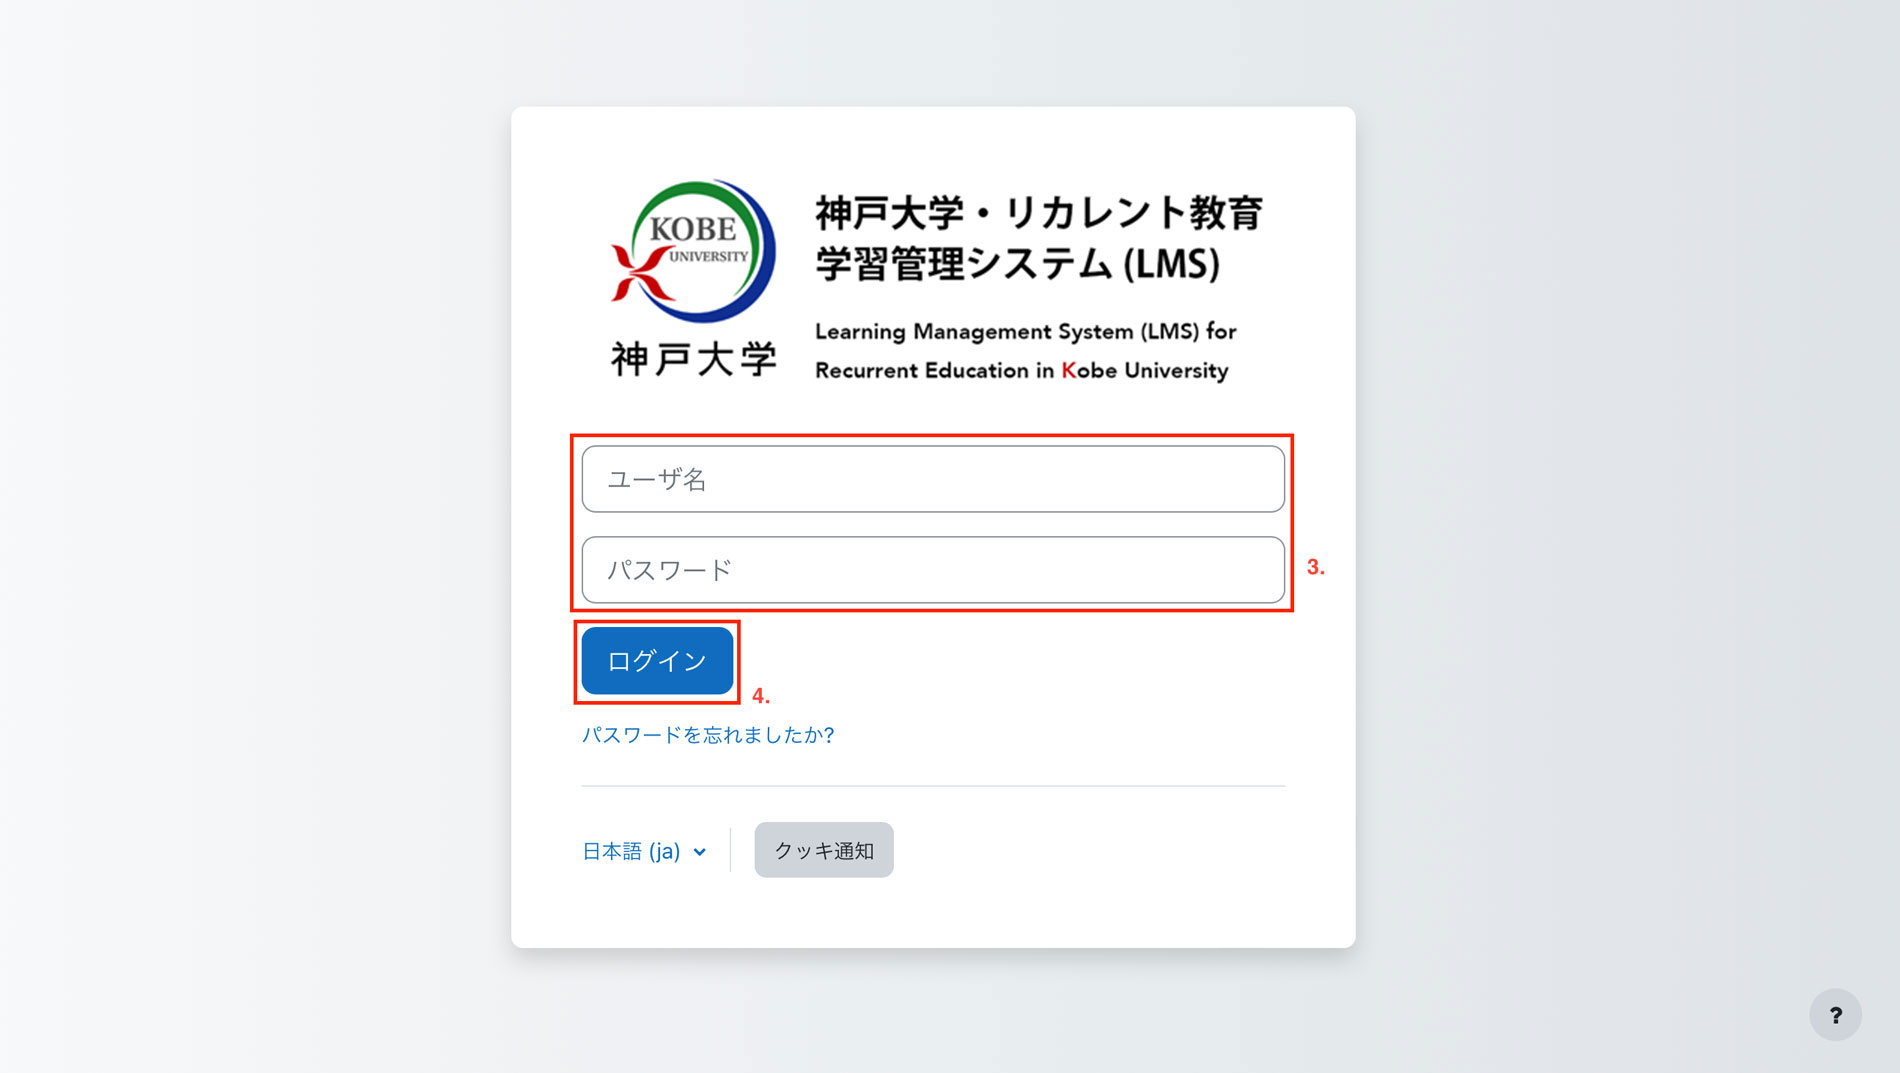 KOBE
UNIVERSITY
神戸大学
神戸大学・リカレント教育
学習管理システム (LMS)
Learning Management System (LMS) for
Recurrent Education in Kobe University
ユーザ名
パスワード
3.
ログイン
4.
パスワードを忘れましたか?
日本語 (ja)
クッキ通知
?